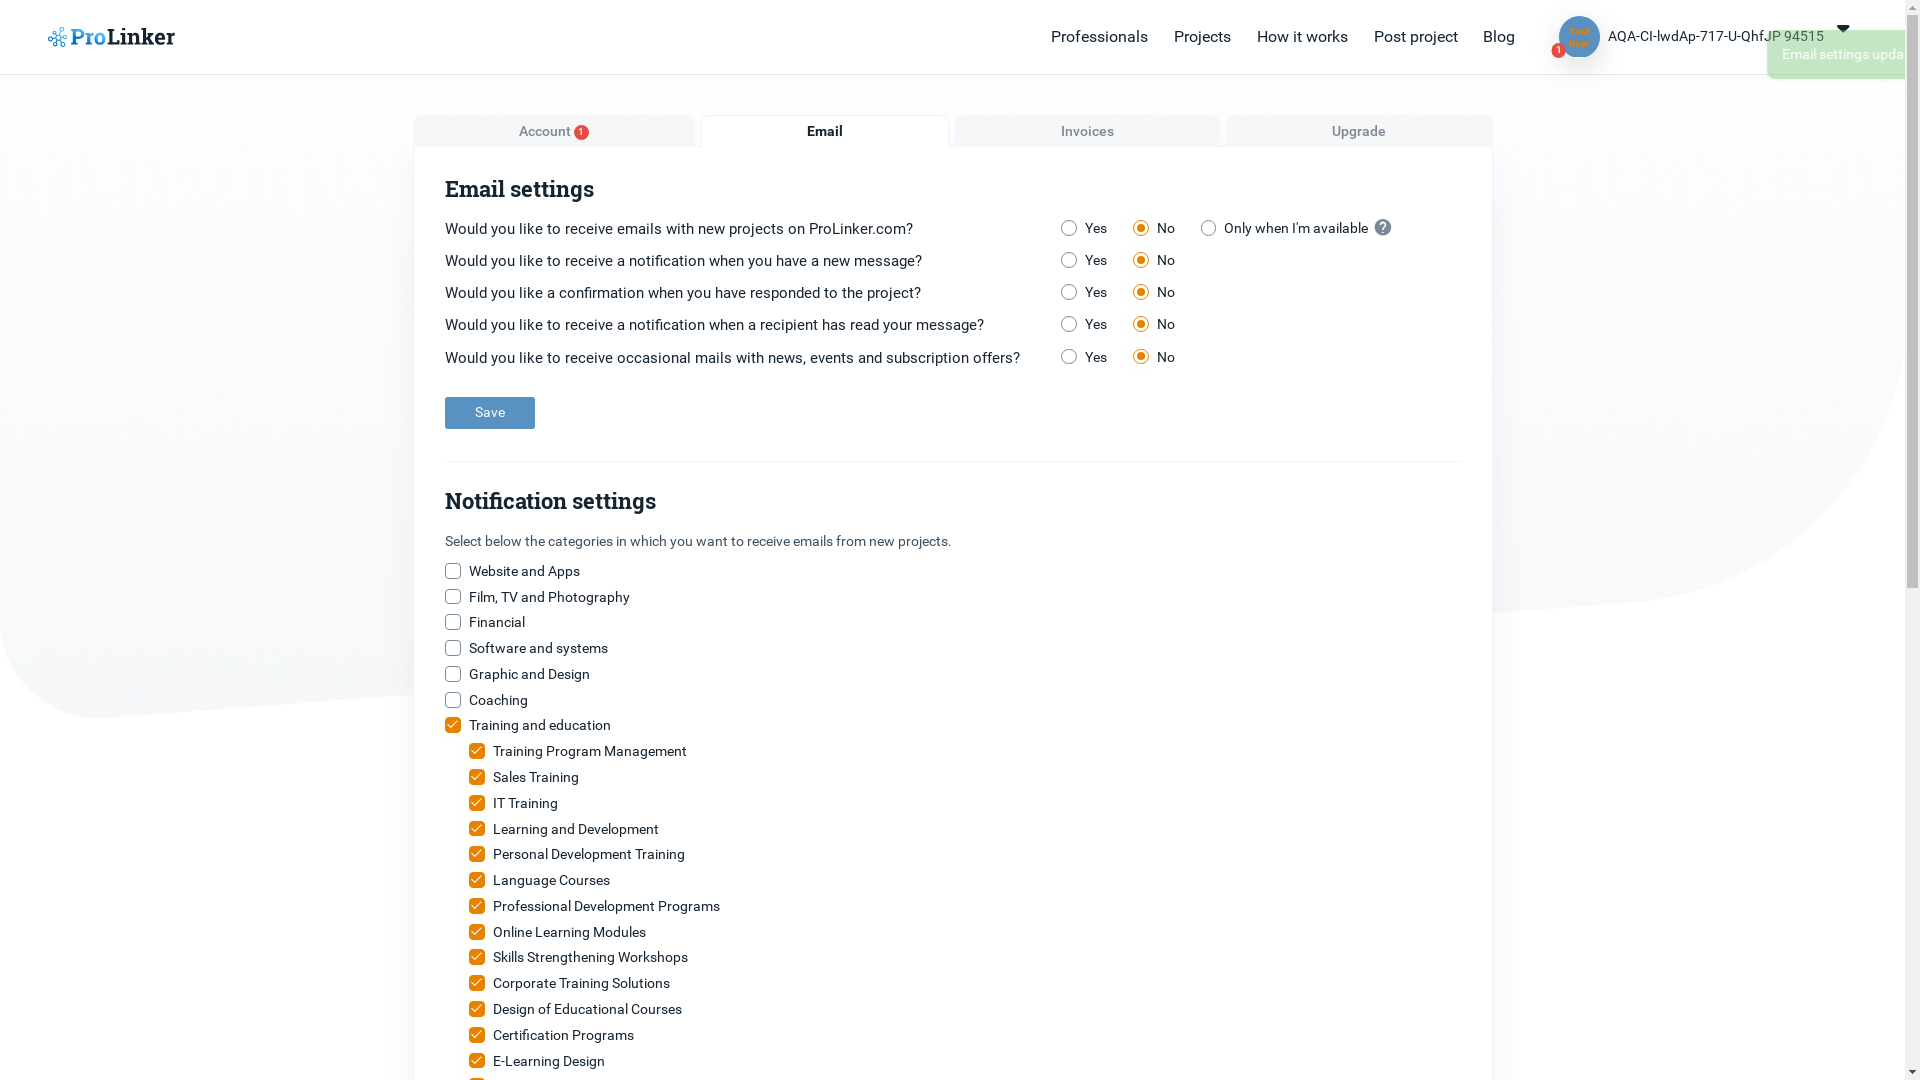 ProLinker
Professionals
Projects
How it works
Post project
Blog
Test
User
1
AQA-CI-lwdAp-717-U-QhfJP 94515
Email settings
Account 1
Email
Invoices
Upgrade
Email settings
Would you like to receive emails with new projects on ProLinker.com?
Yes
No
Only when I'm available
?
Would you like to receive a notification when you have a new message?
Yes
No
Would you like a confirmation when you have responded to the project?
Yes
No
Would you like to receive a notification when a recipient has read your message?
Yes
No
Would you like to receive occasional mails with news, events and subscription offers?
Yes
No
Save
Notification settings
Select below the categories in which you want to receive emails from new projects.
Website and Apps
Film, TV and Photography
Financial
Software and systems
Graphic and Design
Coaching
Training and education
Training Program Management
Sales Training
IT Training
Learning and Development
Personal Development Training
Language Courses
Professional Development Programs
Online Learning Modules
Skills Strengthening Workshops
Corporate Training Solutions
Design of Educational Courses
Certification Programs
E-Learning Design